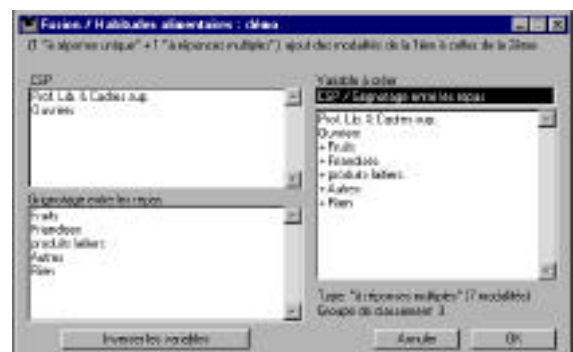 Fusion / Habitudes alimentaires : démo
(1 "à réponse unique" + 1 "à réponses multiples") ajout des modalités de la 1ère à celles de la 2ème
CSP
Prof. Lib. & Cadres sup.
Ouvriers
Grignotage entre les repas
Fruits
Friandises
produits laitiers
Autres
Rien
Inverser les variables
Variable à créer
CSP / Grignotage entre les repas
Prof. Lib. & Cadres sup.
Ouvriers
+ Fruits
+ Friandises
+ produits laitiers
+ Autres
+ Rien
Type: "à réponses multiples" (7 modalités)
Groupe de classement: 3
Annuler
OK